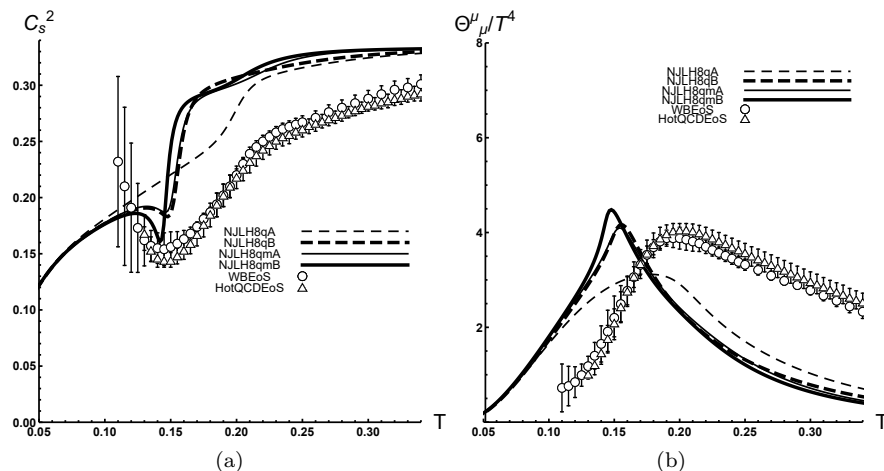 C_s^2
0.30
0.25
0.20
0.15
0.10
0.05
0.00
0.05 0.10 0.15 0.20 0.25 0.30
T
NJLH8qA
NJLH8qB
NJLH8qmA
NJLH8qmB
WBEoS
HotQCDEoS
(a)
Θ^μ_μ/T^4
8
6
4
2
0.05 0.10 0.15 0.20 0.25 0.30
T
NJLH8qA
NJLH8qB
NJLH8qmA
NJLH8qmB
WBEoS
HotQCDEoS
(b)